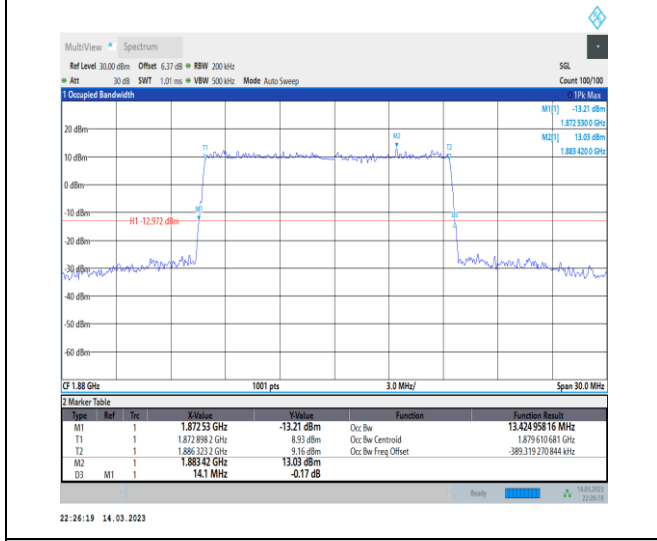 MultiView Spectrum
Ref Level 30.00 dBm Offset 6.37 dB RBW 200 kHz SGL
Att 30 dB SWT 1.01 ms VBW 500 kHz Mode Auto Sweep Count 100/100
1 Occupied Bandwidth 1Pk Max
M1[1] -13.21 dBm
1.872 530 0 GHz
M2[1] 13.03 dBm
1.883 420 0 GHz
20 dBm
M2
T1 T2
10 dBm
0 dBm
M1
-10 dBm
D3
H1 -12.972 dBm
-20 dBm
-30 dBm
-40 dBm
-50 dBm
-60 dBm
CF 1.88 GHz 1001 pts 3.0 MHz/ Span 30.0 MHz
2 Marker Table
Type Ref Trc X-Value Y-Value Function Function Result
M1 1 1.872 53 GHz -13.21 dBm Occ Bw 13.424 958 16 MHz
T1 1 1.872 898 2 GHz 8.93 dBm Occ Bw Centroid 1.879 610 681 GHz
T2 1 1.886 323 2 GHz 9.16 dBm Occ Bw Freq Offset -389.319 270 844 kHz
M2 1 1.883 42 GHz 13.03 dBm
D3 M1 1 14.1 MHz -0.17 dB
Ready 14.03.2023
22:26:19
22:26:19 14.03.2023